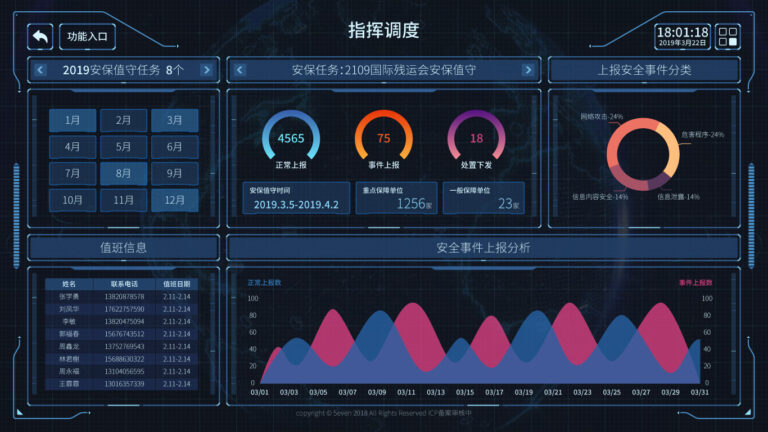 指挥调度
功能入口
18:01:18
2019年3月22日
2019安保值守任务 8个
安保任务:2109国际残运会安保值守
上报安全事件分类
1月 2月 3月
4月 5月 6月
7月 8月 9月
10月 11月 12月
4565
正常上报
75
事件上报
18
处置下发
安保值守时间
2019.3.5-2019.4.2
重点保障单位
1256家
一般保障单位
23家
网络攻击-24%
危害程序-24%
信息内容安全-14%
信息泄露-14%
值班信息
姓名 联系电话 值班日期
张学勇 13820878578 2.11-2.14
刘凤华 17622757590 2.11-2.14
李敏 13820475094 2.11-2.14
郭福春 15676743512 2.11-2.14
周鑫龙 13752769543 2.11-2.14
林君树 15688630322 2.11-2.14
周永福 13104056595 2.11-2.14
王蓉蓉 13016357339 2.11-2.14
安全事件上报分析
正常上报数
事件上报数
100 100
80 80
60 60
40 40
20 20
0 0
03/01 03/03 03/05 03/07 03/09 03/11 03/13 03/15 03/17 03/19 03/21 03/23 03/25 03/27 03/29 03/31
copyright © Seven 2018 All Rights Reserved ICP备案审核中